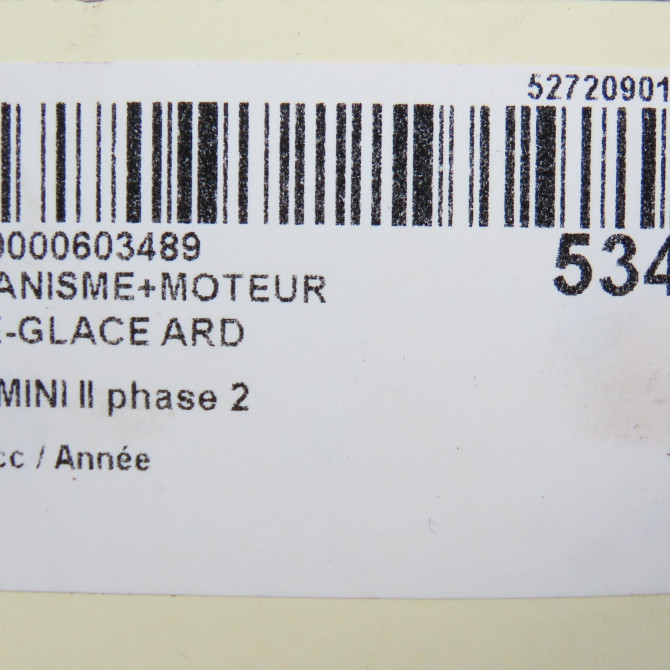 52720901
0000603489
534
ANISME+MOTEUR
E-GLACE ARD
MINI II phase 2
cc / Année